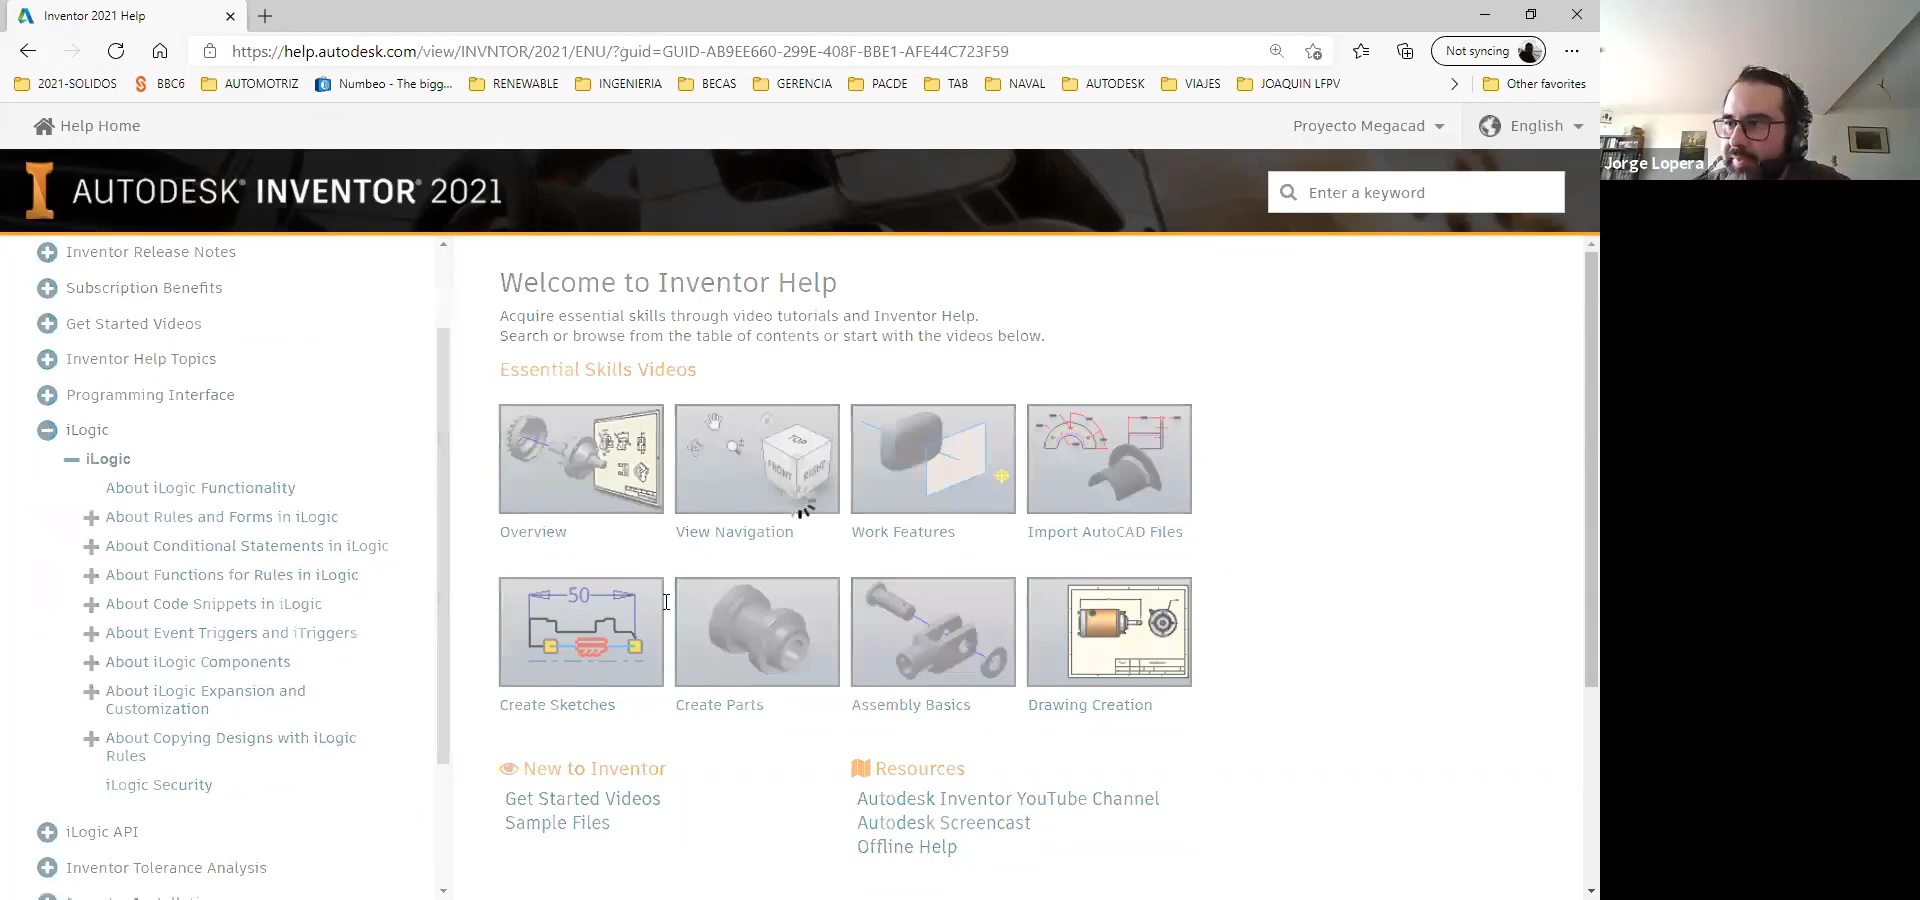 Inventor 2021 Help
https://help.autodesk.com/view/INVNTOR/2021/ENU/?guid=GUID-AB9EE660-299E-408F-BBE1-AFE44C723F59
Not syncing
2021-SOLIDOS
BBC6
AUTOMOTRIZ
Numbeo - The bigg...
RENEWABLE
INGENIERIA
BECAS
GERENCIA
PACDE
TAB
NAVAL
AUTODESK
VIAJES
JOAQUIN LFPV
Other favorites
Help Home
Proyecto Megacad
English
Jorge Lopera
AUTODESK® INVENTOR® 2021
Enter a keyword
Inventor Release Notes
Subscription Benefits
Get Started Videos
Inventor Help Topics
Programming Interface
iLogic
iLogic
About iLogic Functionality
About Rules and Forms in iLogic
About Conditional Statements in iLogic
About Functions for Rules in iLogic
About Code Snippets in iLogic
About Event Triggers and iTriggers
About iLogic Components
About iLogic Expansion and
Customization
About Copying Designs with iLogic
Rules
iLogic Security
iLogic API
Inventor Tolerance Analysis
Welcome to Inventor Help
Acquire essential skills through video tutorials and Inventor Help.
Search or browse from the table of contents or start with the videos below.
Essential Skills Videos
TOP
FRONT
RIGHT
Overview
View Navigation
Work Features
Import AutoCAD Files
50
Create Sketches
Create Parts
Assembly Basics
Drawing Creation
New to Inventor
Get Started Videos
Sample Files
Resources
Autodesk Inventor YouTube Channel
Autodesk Screencast
Offline Help